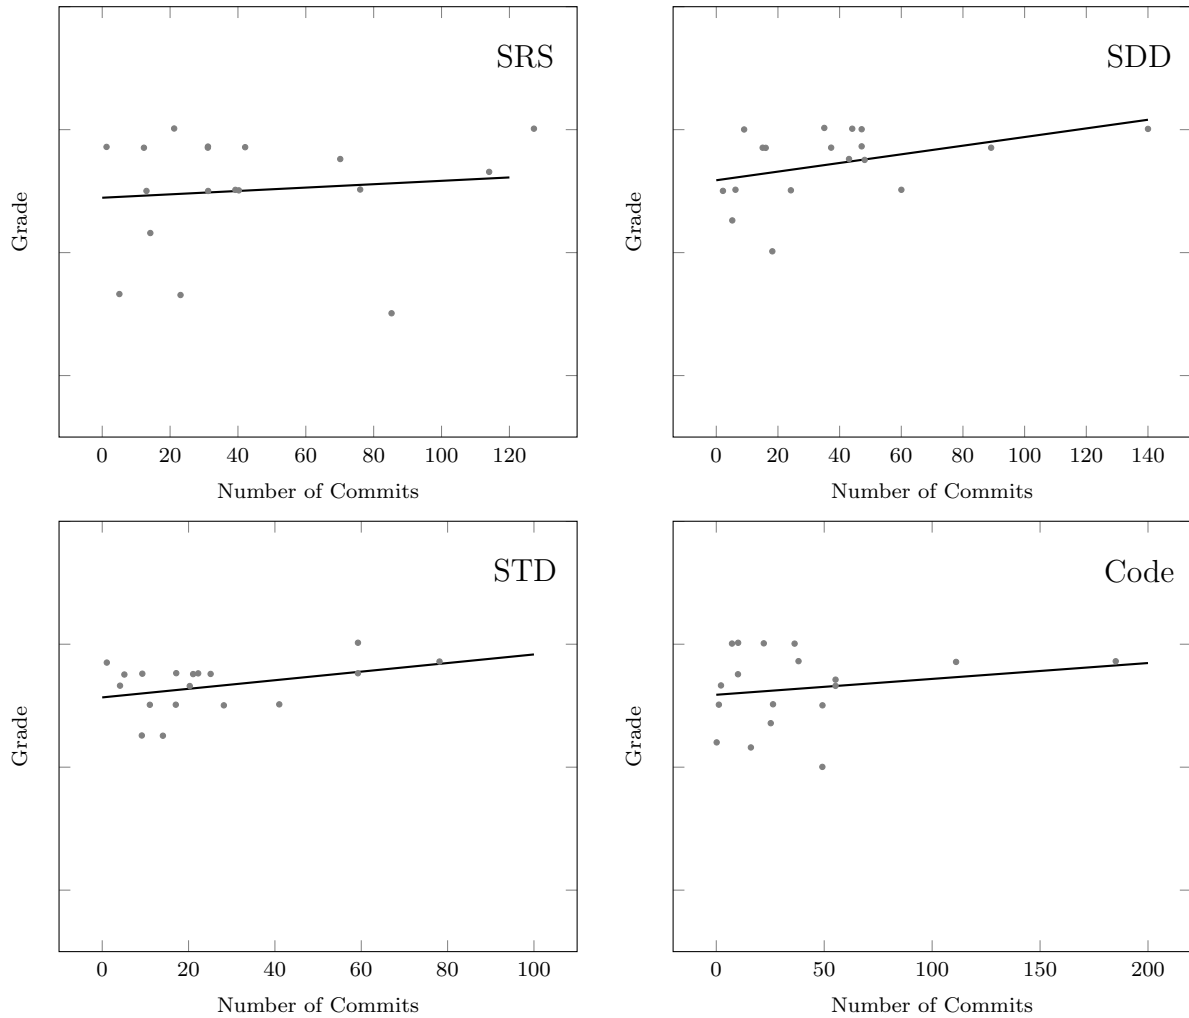 SRS
Grade
0 20 40 60 80 100 120
Number of Commits
SDD
Grade
0 20 40 60 80 100 120 140
Number of Commits
STD
Grade
0 20 40 60 80 100
Number of Commits
Code
Grade
0 50 100 150 200
Number of Commits